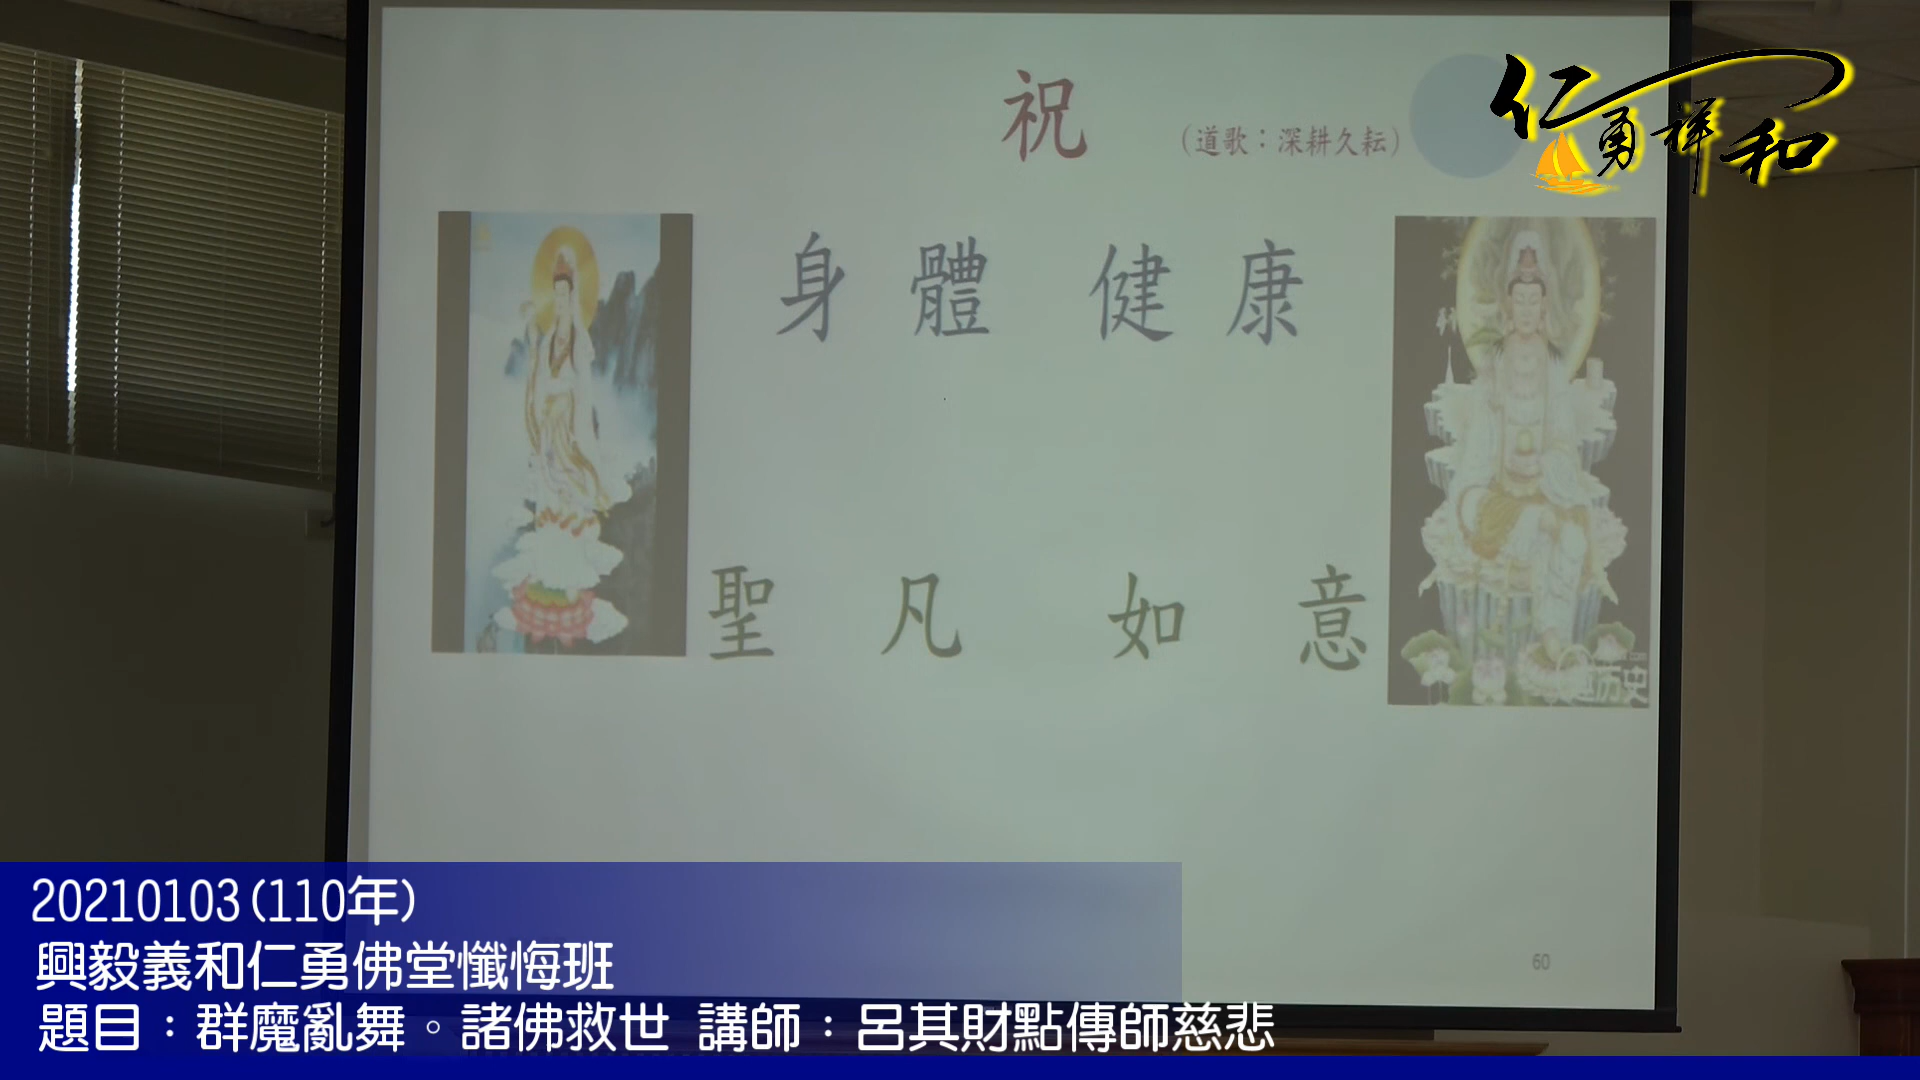 仁勇祥和
祝
(道歌：深耕久耘)
身體健康
聖凡如意
历史
60
20210103(110年)
興毅義和仁勇佛堂懺悔班
題目：群魔亂舞。諸佛救世 講師：呂其財點傳師慈悲